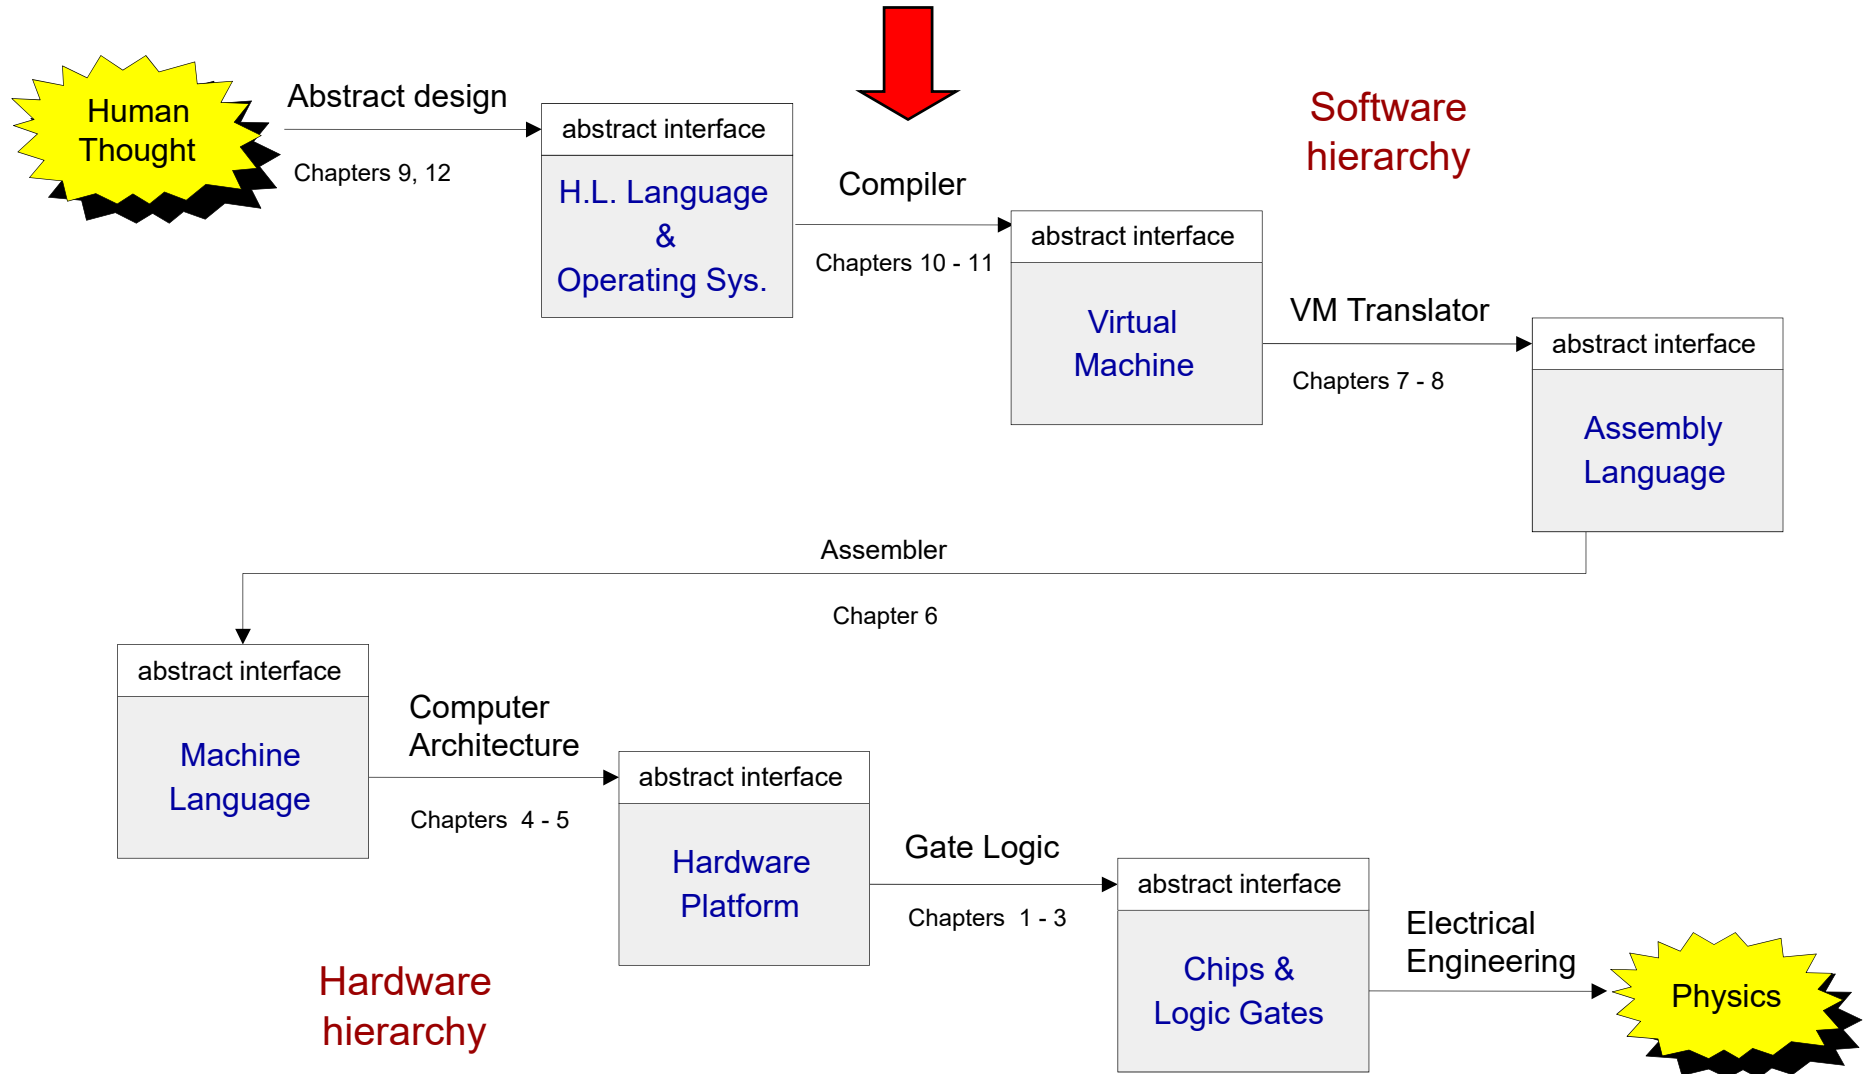 Human
Thought
Abstract design
Chapters 9, 12
abstract interface
H.L. Language
&
Operating Sys.
Compiler
Chapters 10 - 11
Software
hierarchy
abstract interface
Virtual
Machine
VM Translator
Chapters 7 - 8
abstract interface
Assembly
Language
Assembler
Chapter 6
abstract interface
Machine
Language
Computer
Architecture
Chapters 4 - 5
abstract interface
Hardware
Platform
Gate Logic
Chapters 1 - 3
abstract interface
Chips &
Logic Gates
Electrical
Engineering
Physics
Hardware
hierarchy